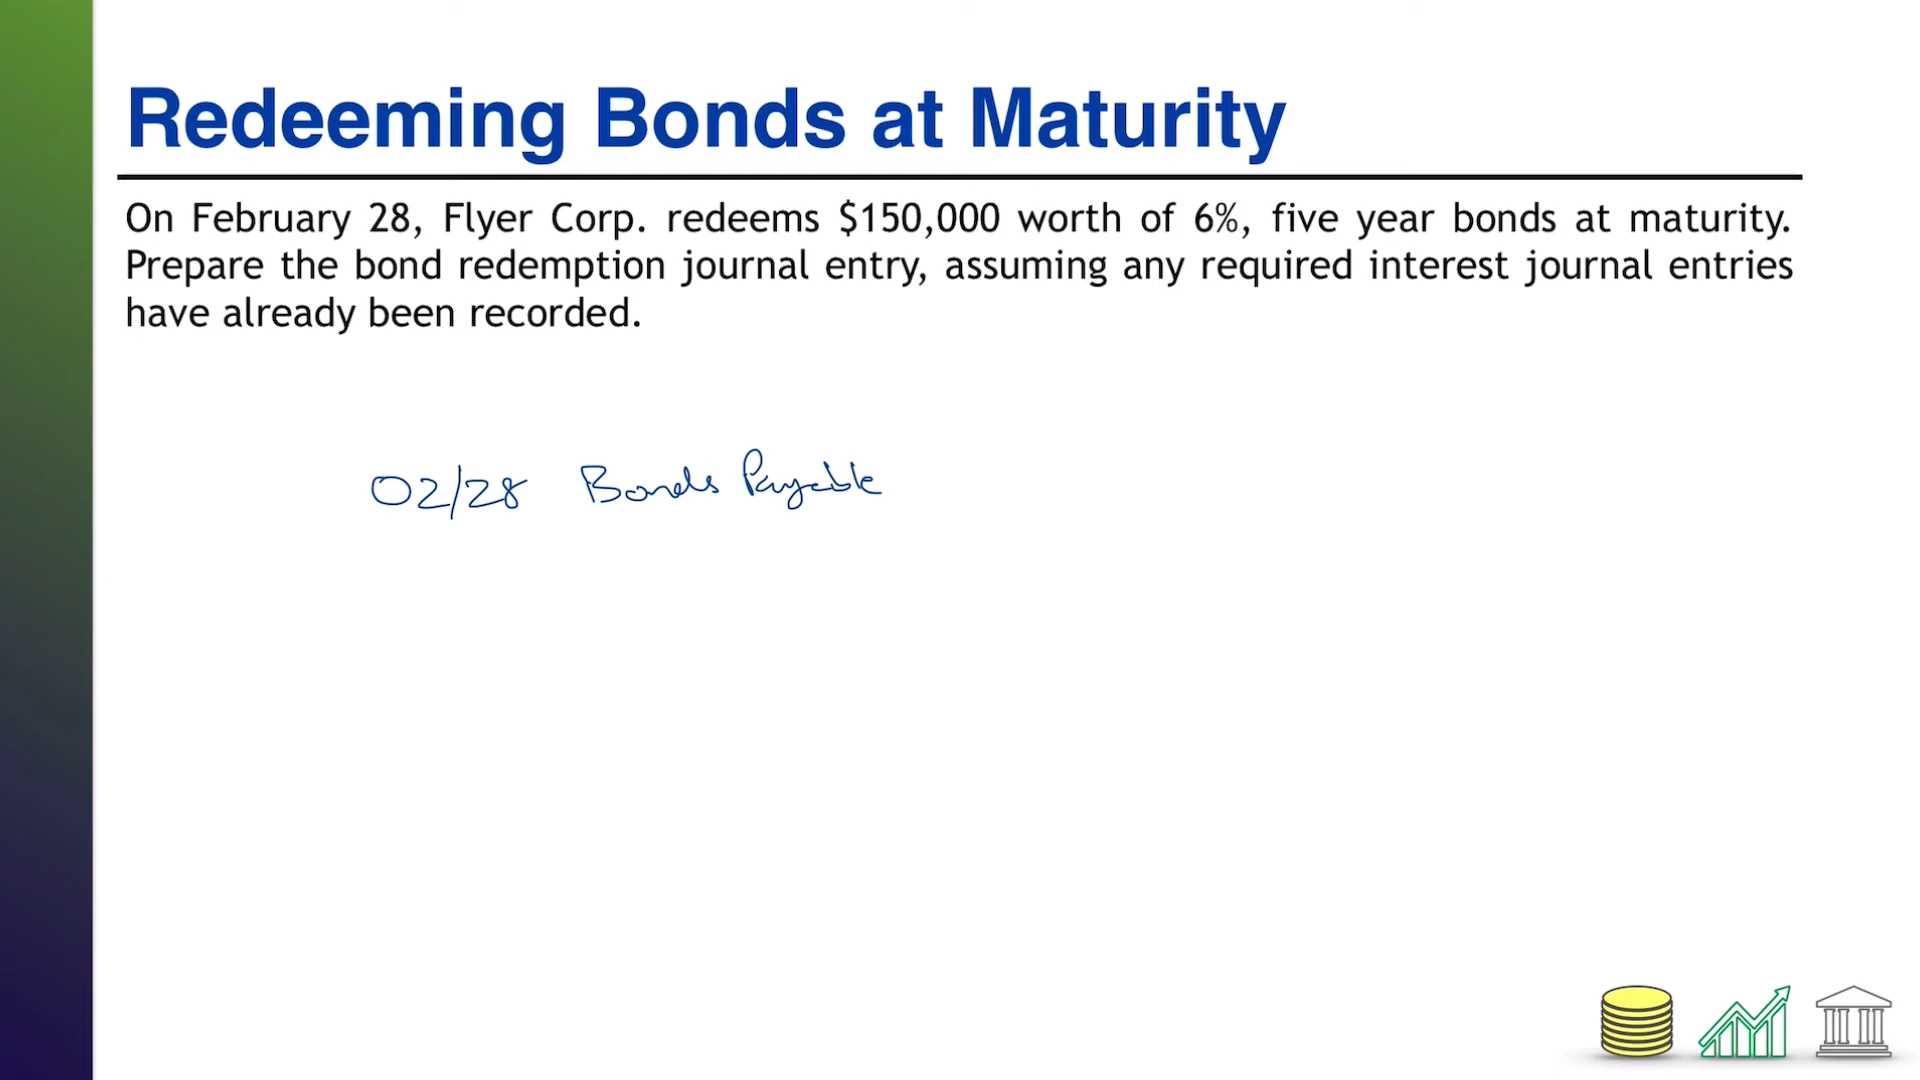 Redeeming Bonds at Maturity
On February 28, Flyer Corp. redeems $150,000 worth of 6%, five year bonds at maturity.
Prepare the bond redemption journal entry, assuming any required interest journal entries
have already been recorded.
02/28 Bonds Payable